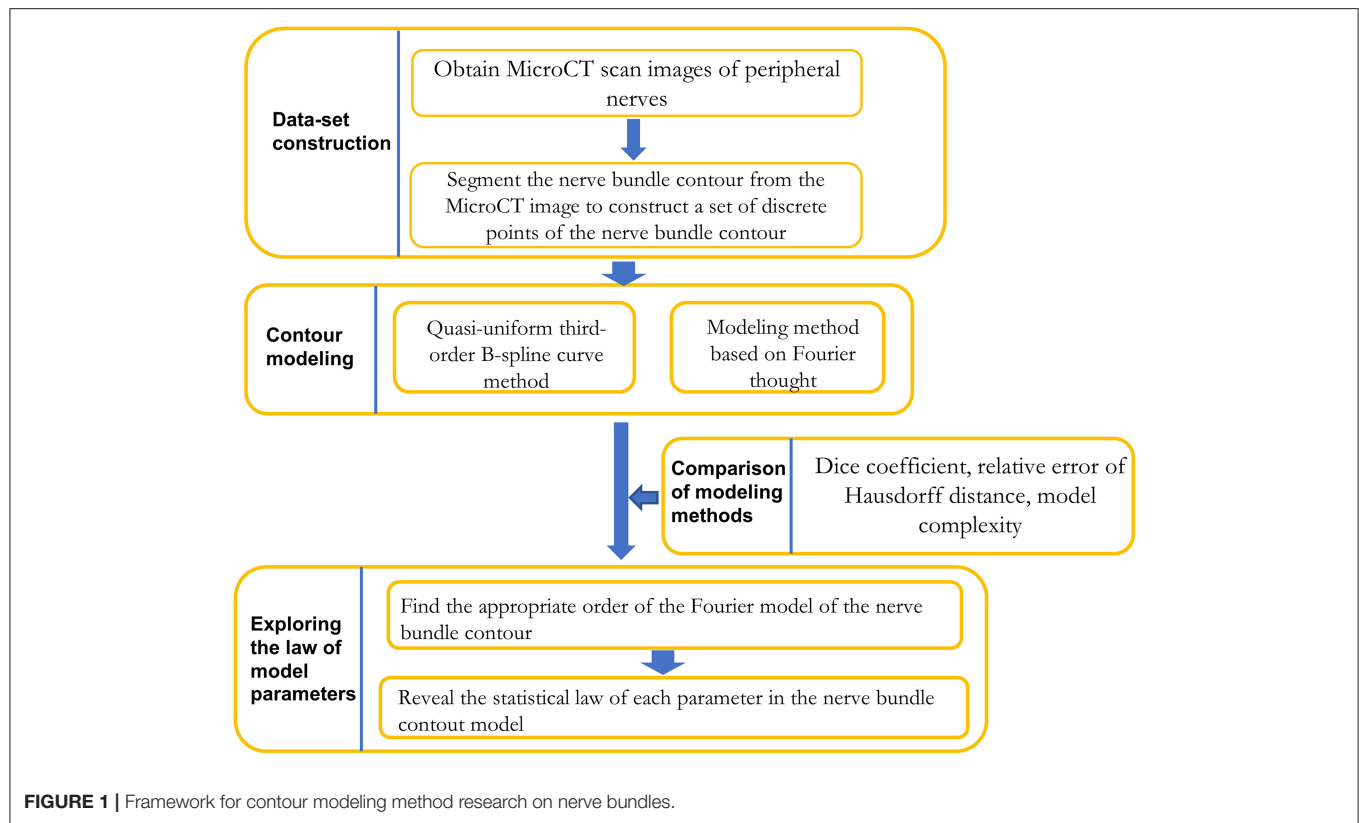 Data-set
construction
Obtain MicroCT scan images of peripheral
nerves
Segment the nerve bundle contour from the
MicroCT image to construct a set of discrete
points of the nerve bundle contour
Contour
modeling
Quasi-uniform third-
order B-spline curve
method
Modeling method
based on Fourier
thought
Comparison
of modeling
methods
Dice coefficient, relative error of
Hausdorff distance, model
complexity
Exploring
the law of
model
parameters
Find the appropriate order of the Fourier model of the nerve
bundle contour
Reveal the statistical law of each parameter in the nerve bundle
contout model
FIGURE 1 | Framework for contour modeling method research on nerve bundles.